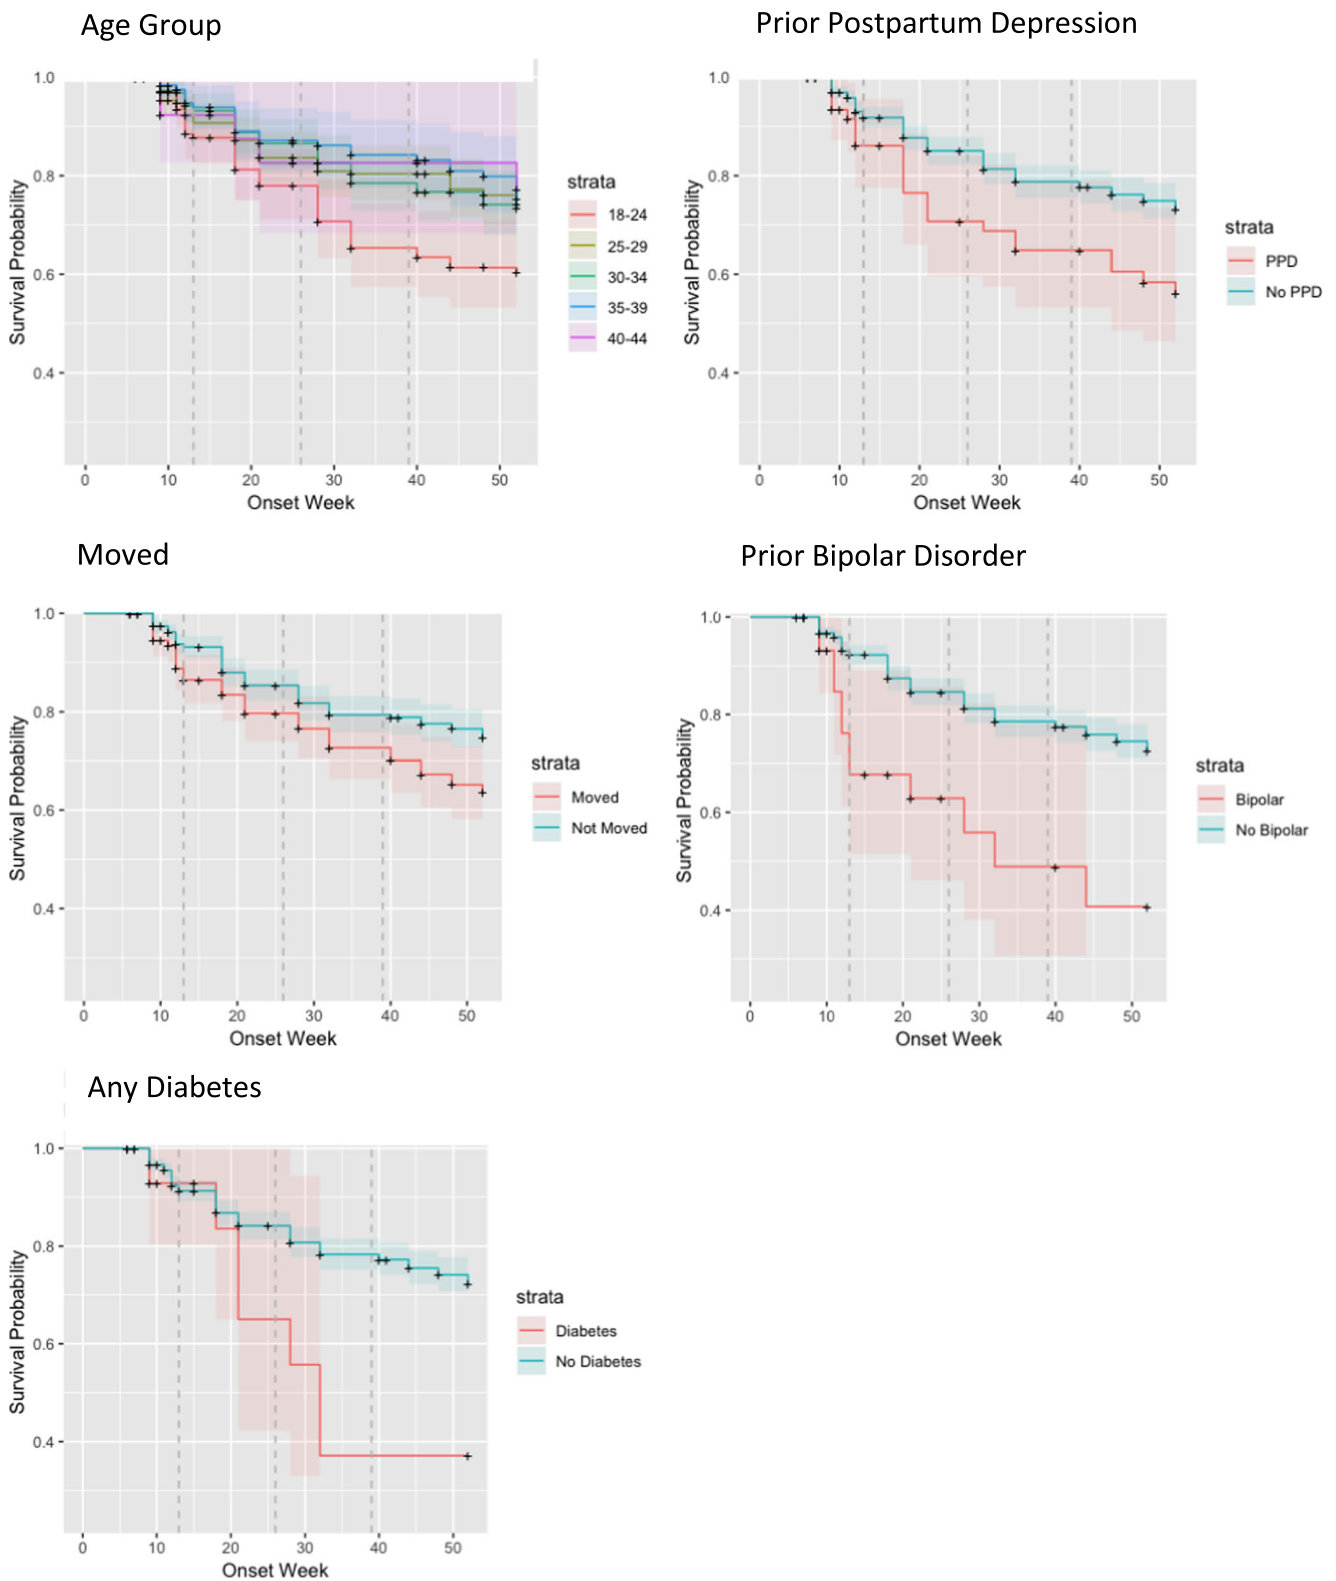 Age Group
1.0
0.8
0.6
0.4
Survival Probability
0 10 20 30 40 50
Onset Week
strata
18-24
25-29
30-34
35-39
40-44
Prior Postpartum Depression
1.0
0.8
0.6
0.4
Survival Probability
0 10 20 30 40 50
Onset Week
strata
PPD
No PPD
Moved
1.0
0.8
0.6
0.4
Survival Probability
0 10 20 30 40 50
Onset Week
strata
Moved
Not Moved
Prior Bipolar Disorder
1.0
0.8
0.6
0.4
Survival Probability
0 10 20 30 40 50
Onset Week
strata
Bipolar
No Bipolar
Any Diabetes
1.0
0.8
0.6
0.4
Survival Probability
0 10 20 30 40 50
Onset Week
strata
Diabetes
No Diabetes